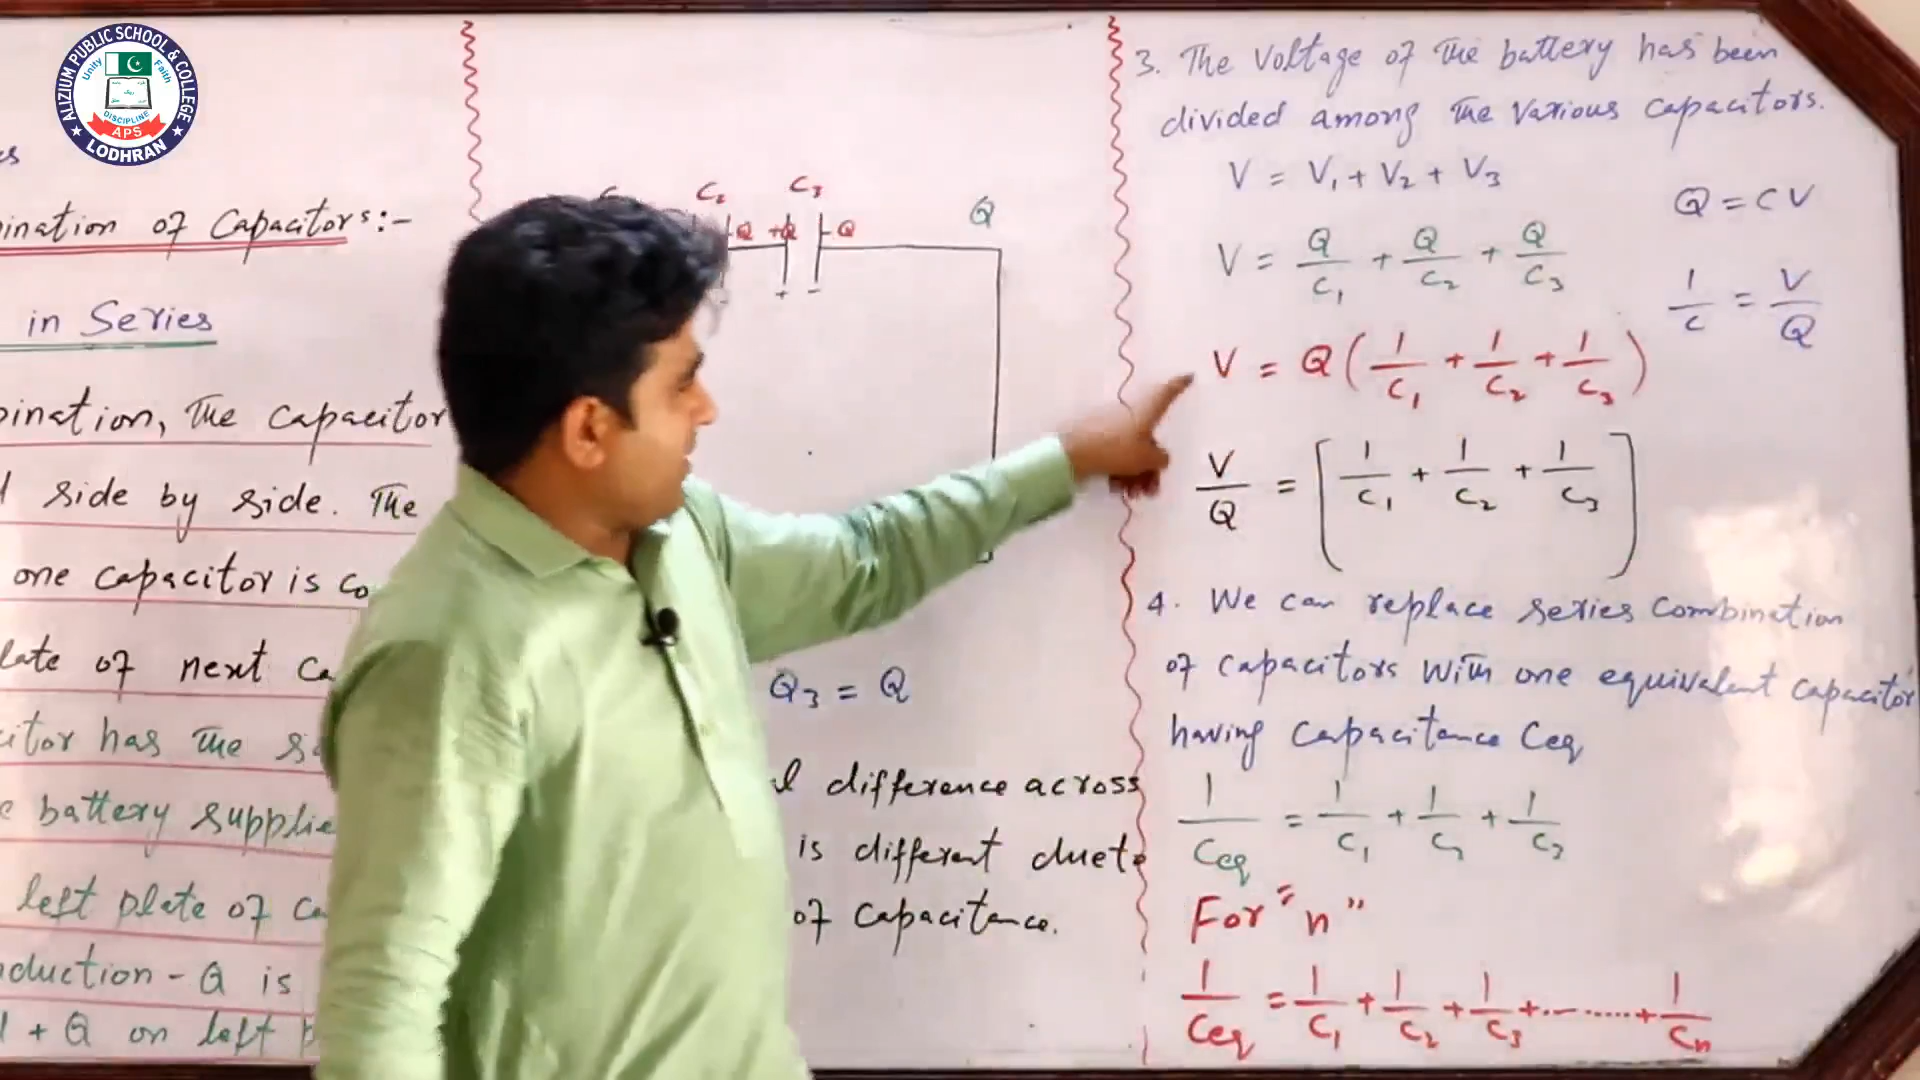 ALIZIUM PUBLIC SCHOOL & COLLEGE
Unity Faith
DISCIPLINE
APS
LODHRAN
ination of Capacitors:-
in Series
bination, The capacitor
side by side. The
one capacitor is co
late of next Ca
citor has the s
battery supplie
left plate of Ca
duction - Q is
+ Q on left p
C2 C3
Q +Q -Q
Q
+ -
Q3 = Q
l difference across
is different due to
of Capacitance.
3. The Voltage of the battery has been
divided among the various capacitors.
V = V1 + V2 + V3
Q = CV
V = Q/C1 + Q/C2 + Q/C3
1/C = V/Q
V = Q ( 1/C1 + 1/C2 + 1/C3 )
V/Q = [ 1/C1 + 1/C2 + 1/C3 ]
4. We can replace series combination
of capacitors with one equivalent capacitor
having capacitance Ceq
1/Ceq = 1/C1 + 1/C2 + 1/C3
For "n"
1/Ceq = 1/C1 + 1/C2 + 1/C3 +.........+ 1/Cn